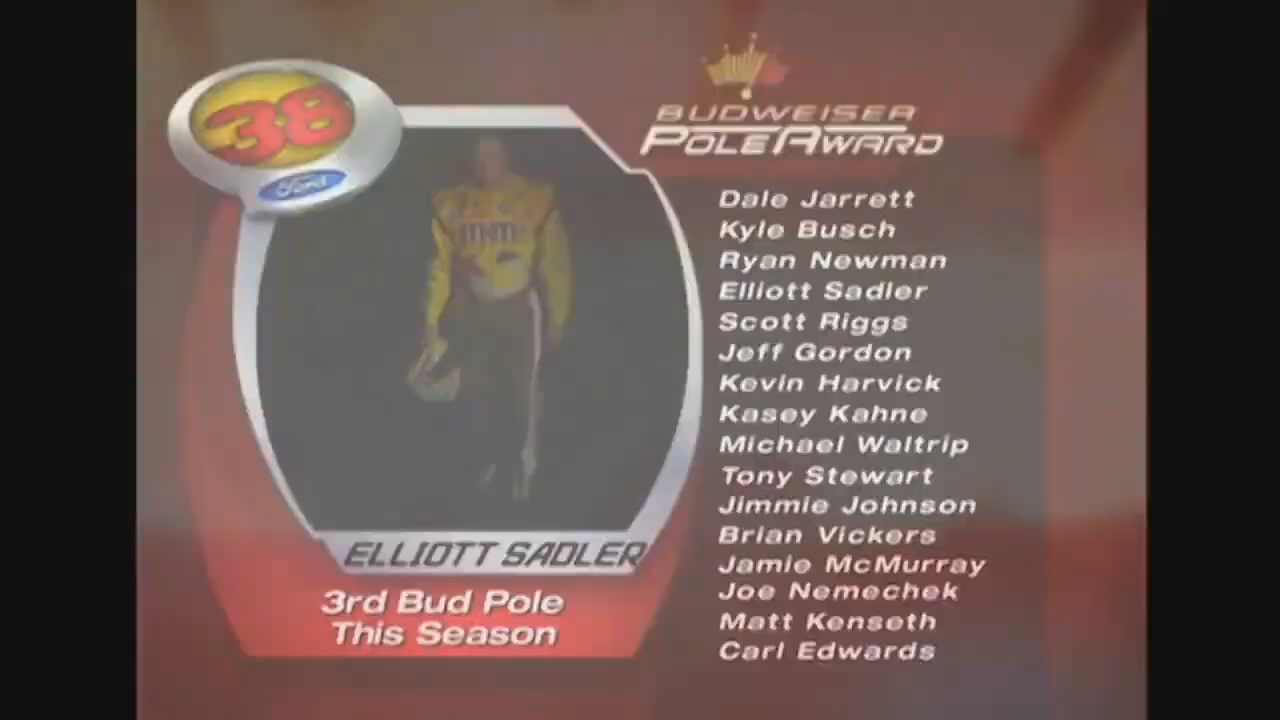 38
Ford
BUDWEISER
POLE AWARD
Dale Jarrett
Kyle Busch
Ryan Newman
Elliott Sadler
Scott Riggs
Jeff Gordon
Kevin Harvick
Kasey Kahne
Michael Waltrip
Tony Stewart
Jimmie Johnson
Brian Vickers
Jamie McMurray
Joe Nemechek
Matt Kenseth
Carl Edwards
m&m's
ELLIOTT SADLER
3rd Bud Pole
This Season